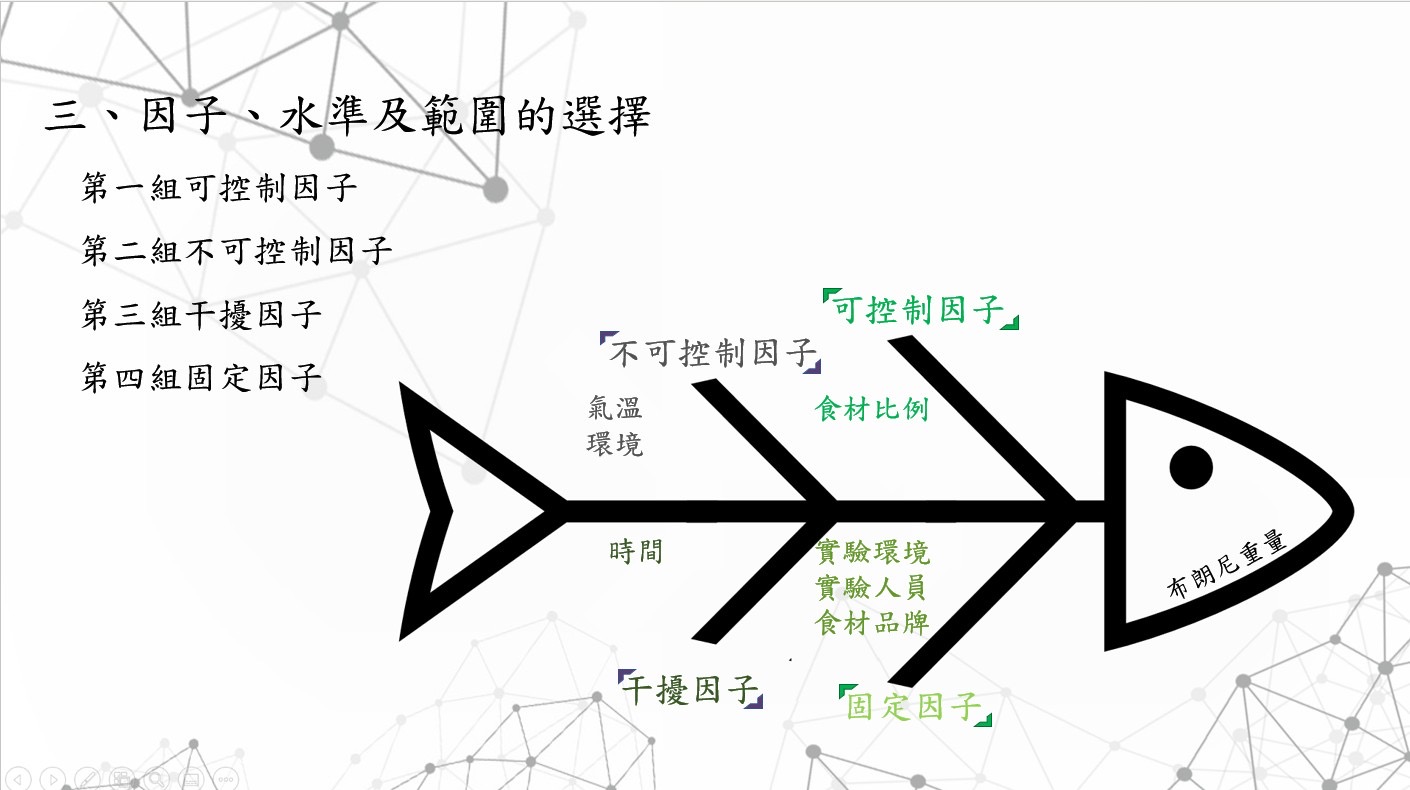 三、因子、水準及範圍的選擇
第一組可控制因子
第二組不可控制因子
第三組干擾因子
第四組固定因子
可控制因子
不可控制因子
氣溫
環境
食材比例
時間
實驗環境
實驗人員
食材品牌
布朗尼重量
干擾因子
固定因子